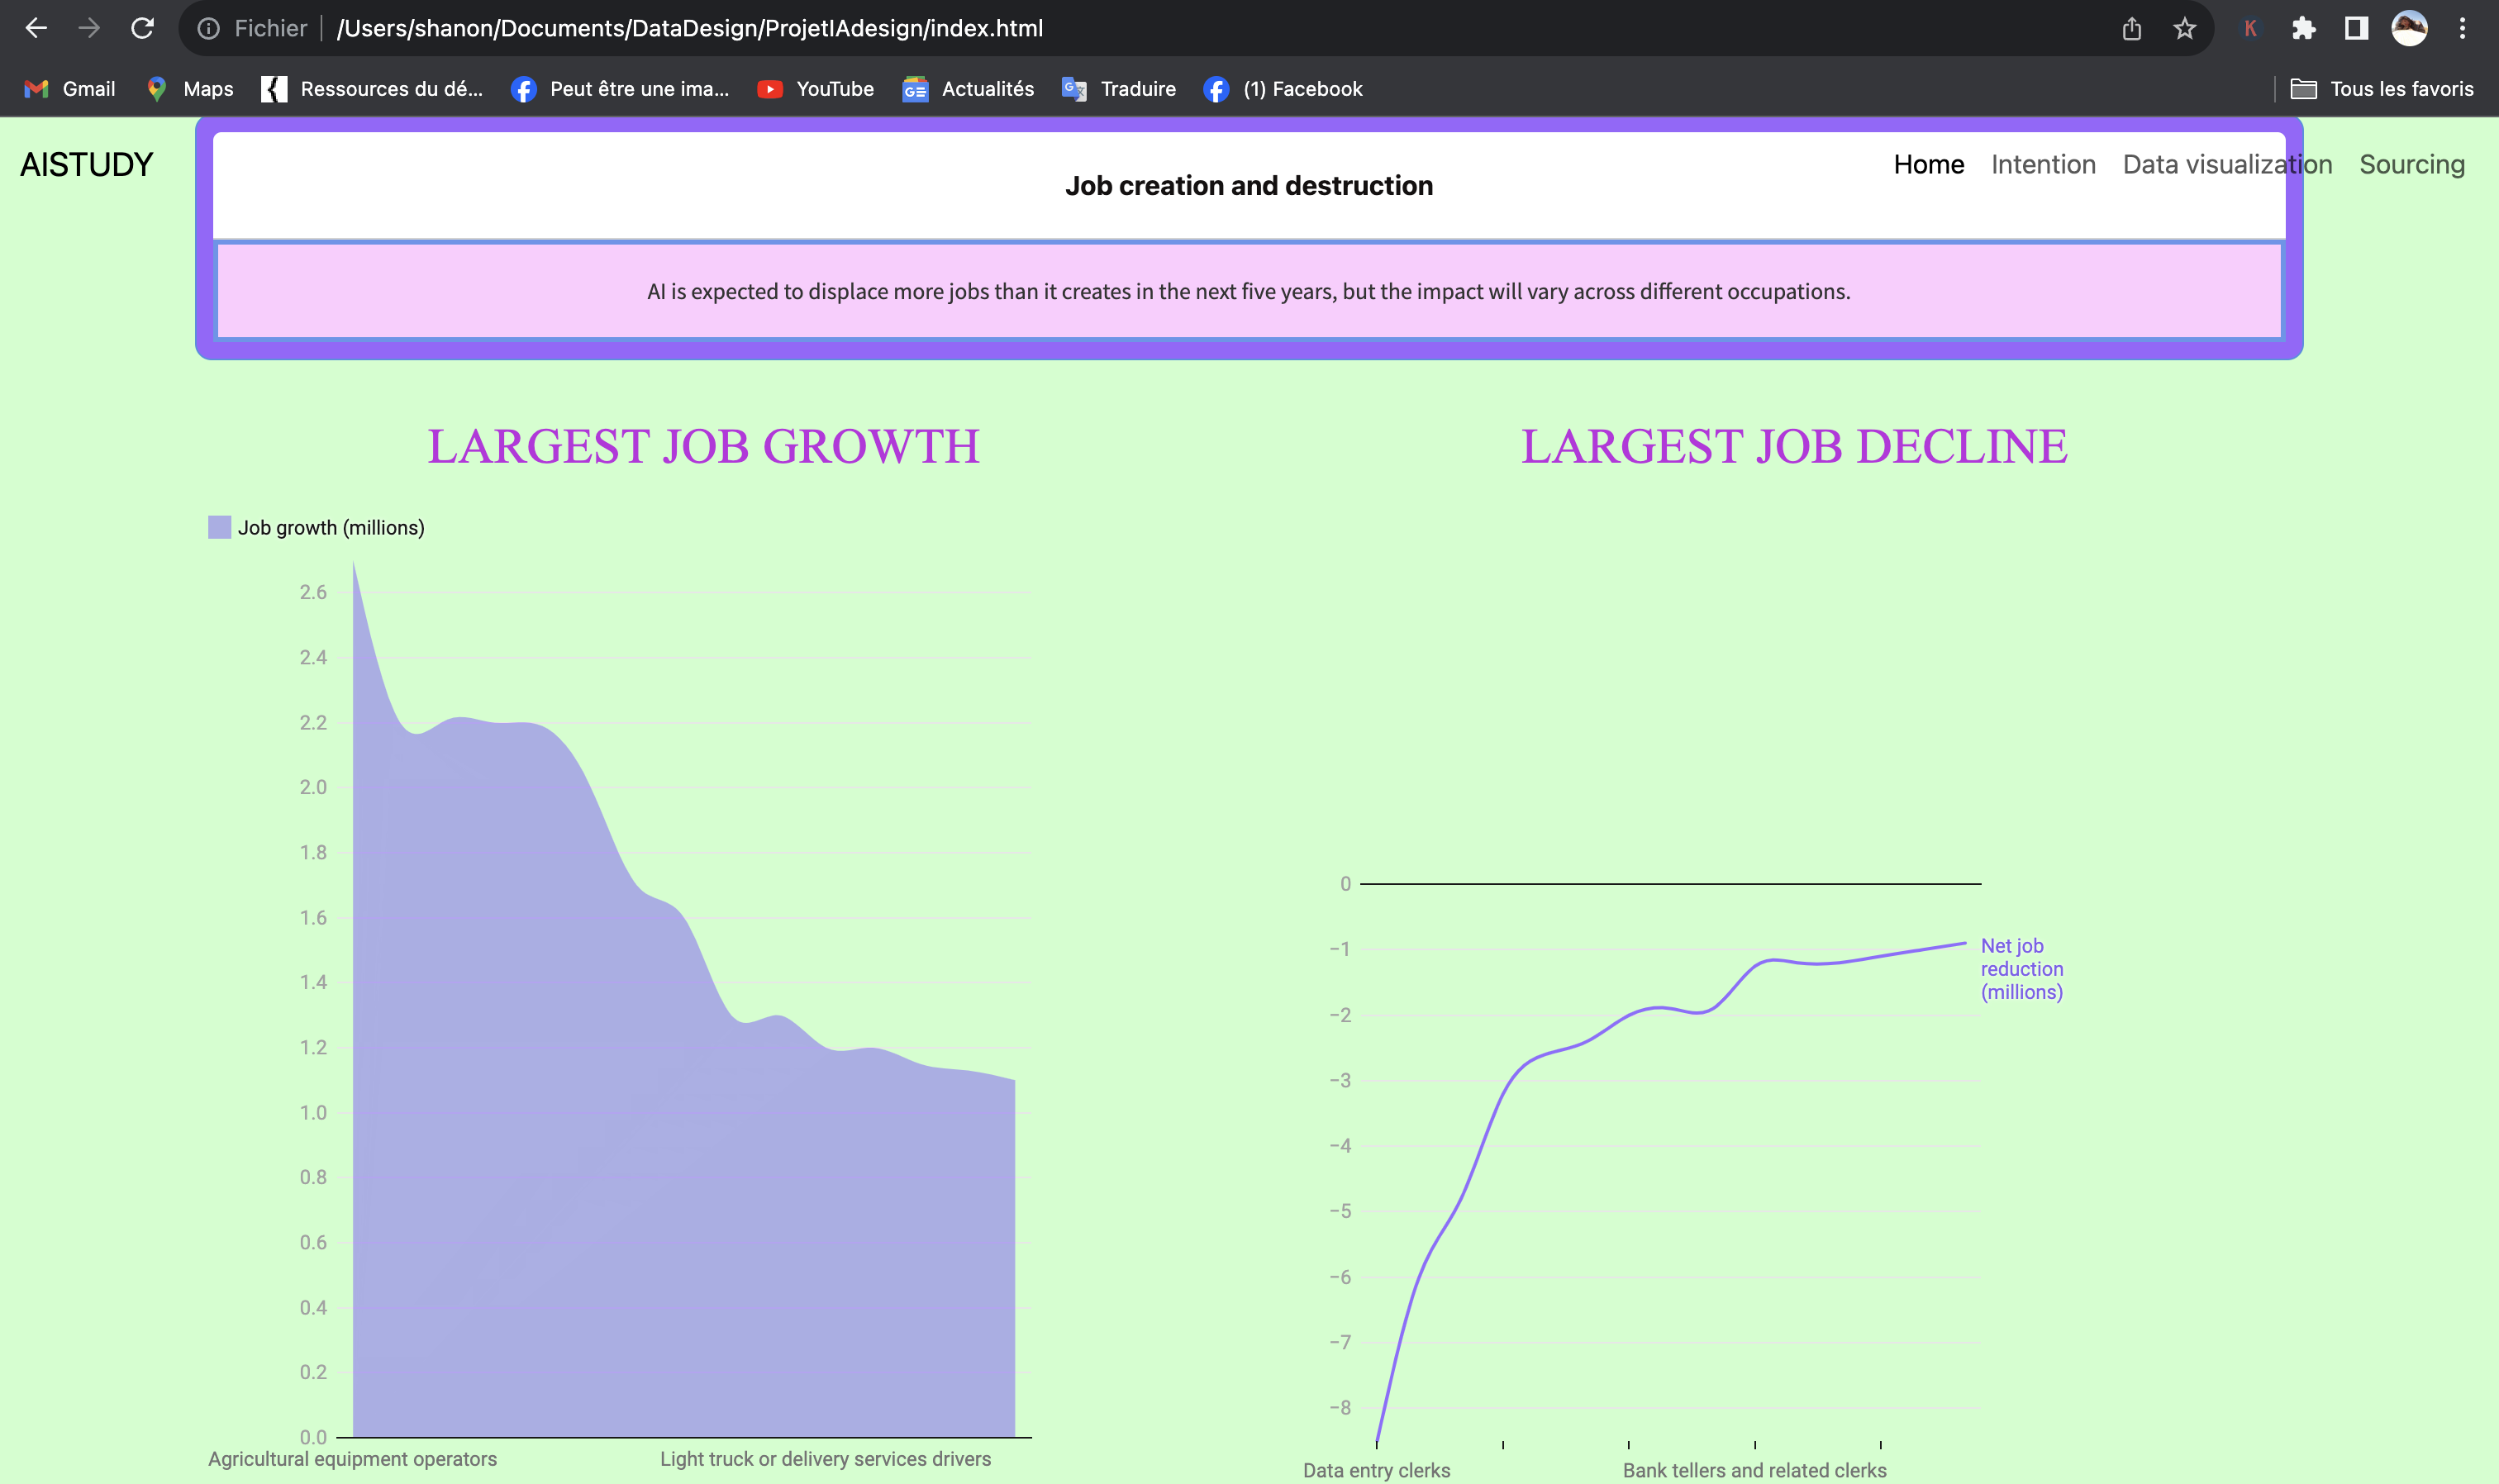 Fichier /Users/shanon/Documents/DataDesign/ProjetIAdesign/index.html
K
Gmail Maps Ressources du dé... Peut être une ima... YouTube Actualités Traduire (1) Facebook Tous les favoris
AISTUDY Home Intention Data visualization Sourcing
Job creation and destruction
AI is expected to displace more jobs than it creates in the next five years, but the impact will vary across different occupations.
LARGEST JOB GROWTH
Job growth (millions)
2.6
2.4
2.2
2.0
1.8
1.6
1.4
1.2
1.0
0.8
0.6
0.4
0.2
0.0
Agricultural equipment operators Light truck or delivery services drivers
LARGEST JOB DECLINE
0
−1
−2
−3
−4
−5
−6
−7
−8
Net job
reduction
(millions)
Data entry clerks Bank tellers and related clerks